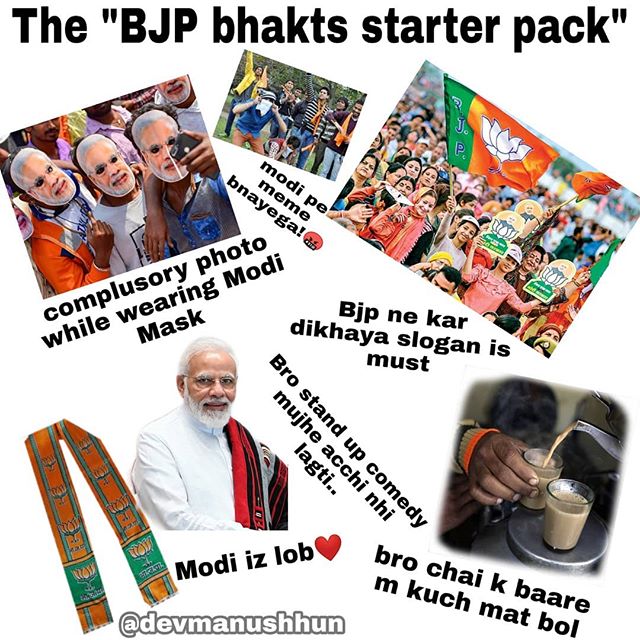 The "BJP bhakts starter pack"
modi pe
meme
bnayega!🤬
complusory photo
while wearing Modi
Mask
B.J.P.
Bjp ne kar
dikhaya slogan is
must
Bro stand up comedy
mujhe acchi nhi
lagti..
Modi iz lob❤️
bro chai k baare
m kuch mat bol
@devmanushhun